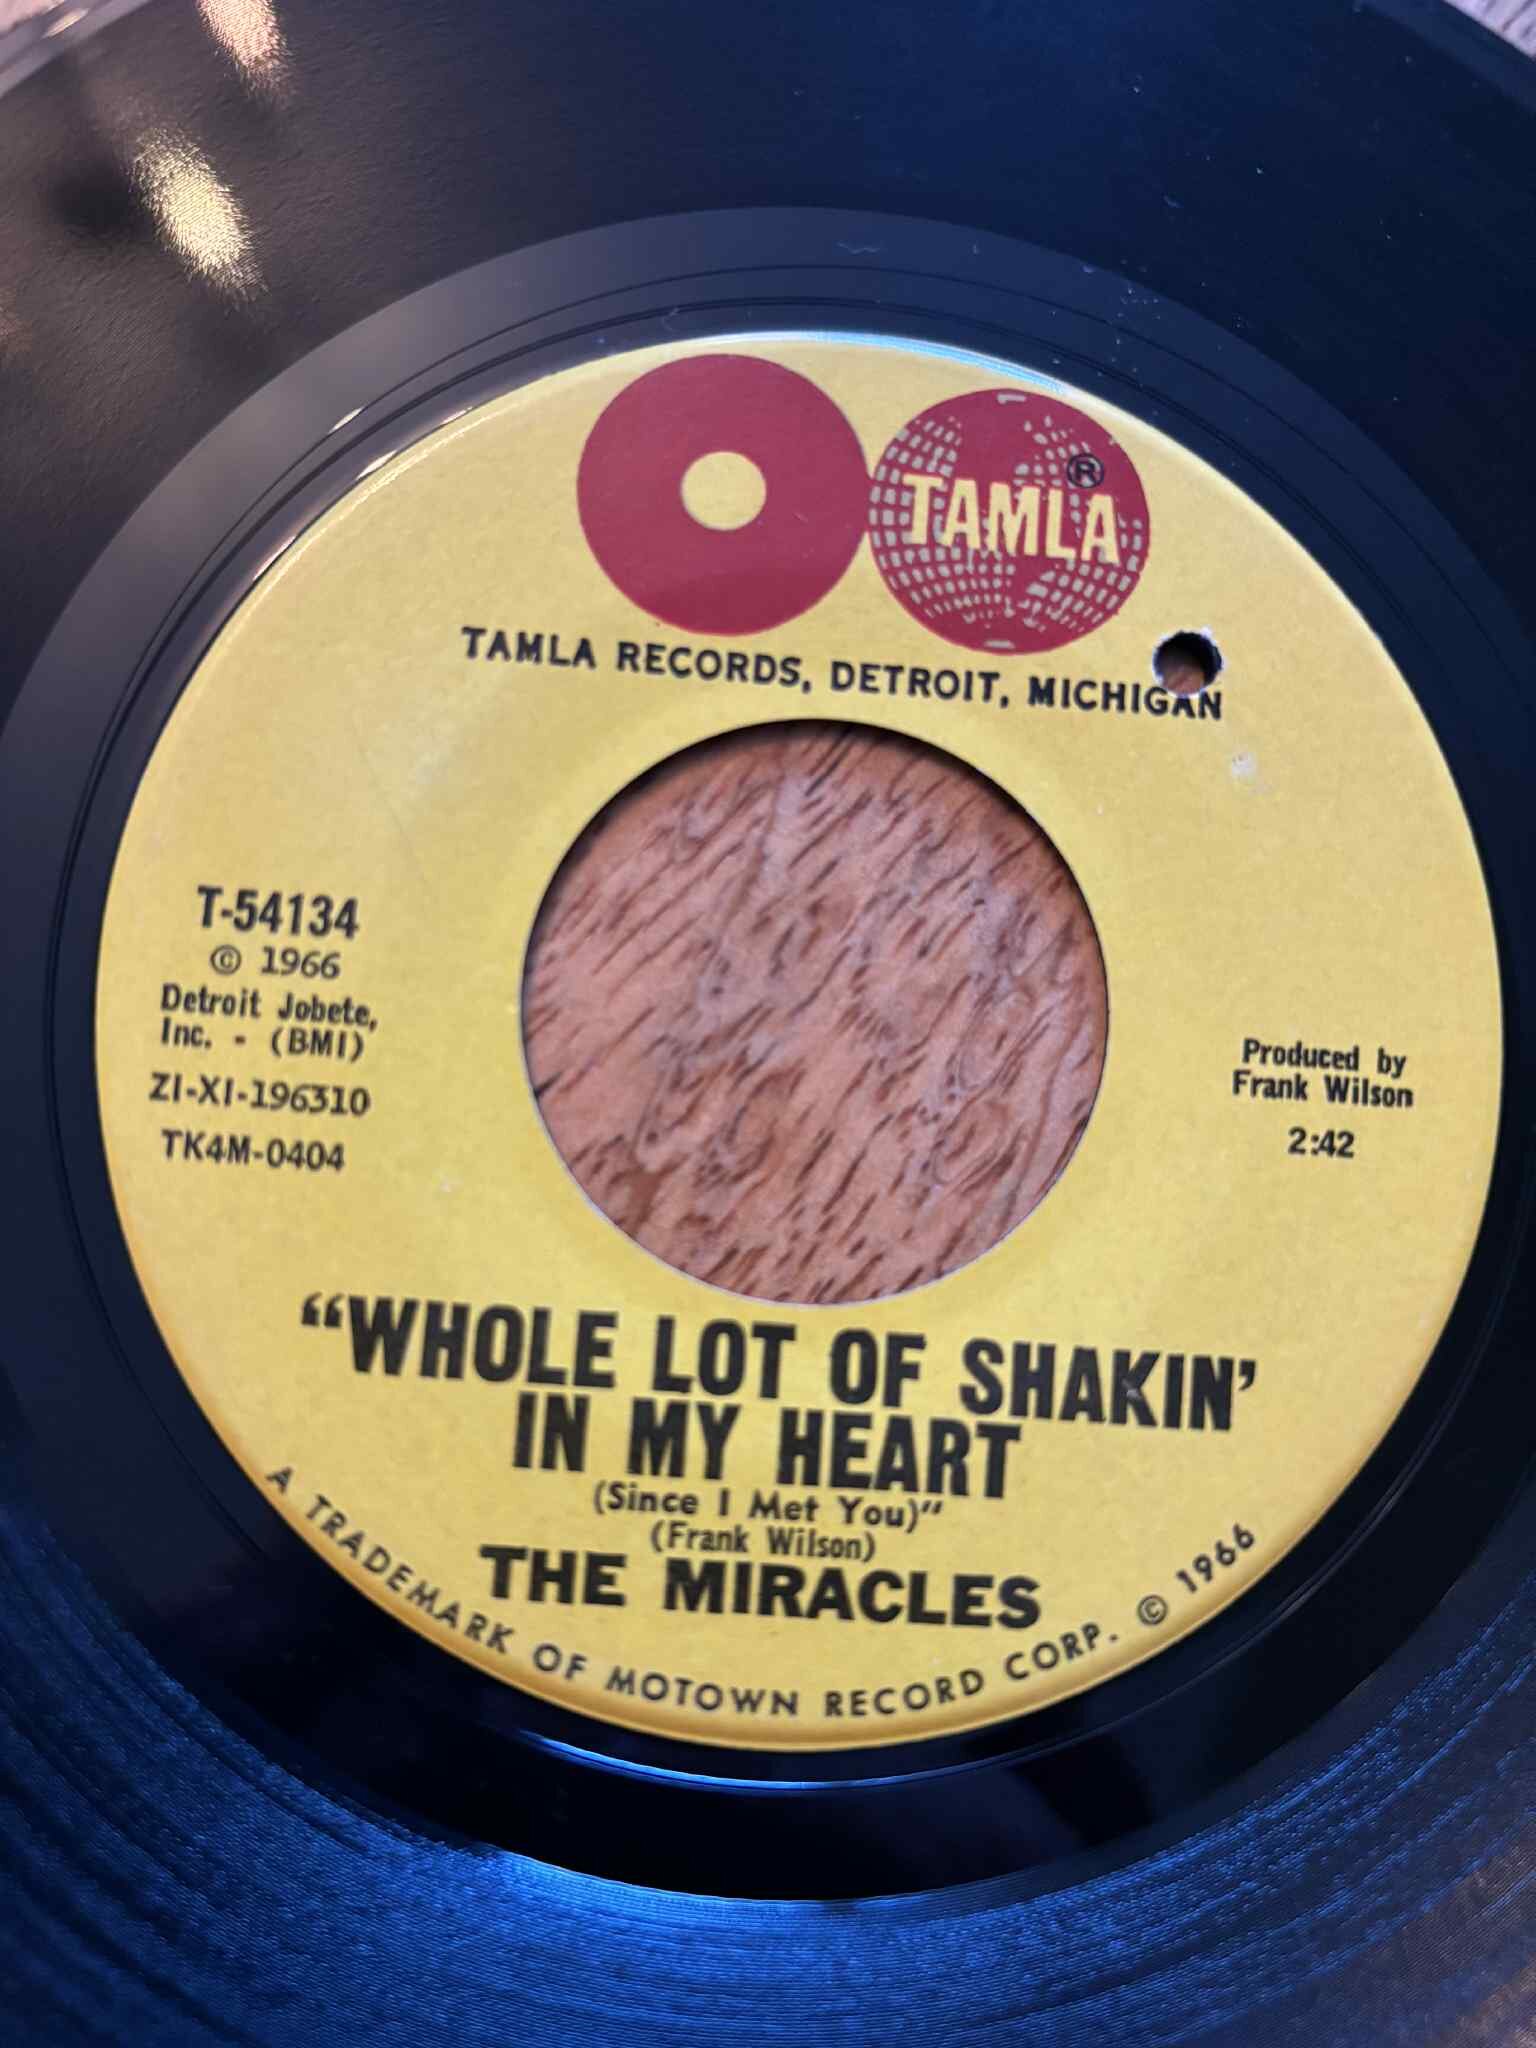 TAMLA ®
TAMLA RECORDS, DETROIT, MICHIGAN
T-54134
© 1966
Detroit Jobete,
Inc. - (BMI)
ZI-XI-196310
TK4M-0404
Produced by
Frank Wilson
2:42
“WHOLE LOT OF SHAKIN’
IN MY HEART
(Since I Met You)”
(Frank Wilson)
THE MIRACLES
A TRADEMARK OF MOTOWN RECORD CORP. © 1966